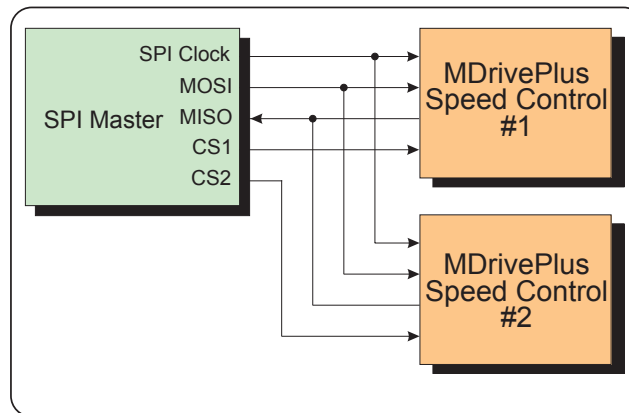 SPI Master
SPI Clock
MOSI
MISO
CS1
CS2
MDrivePlus
Speed Control
#1
MDrivePlus
Speed Control
#2